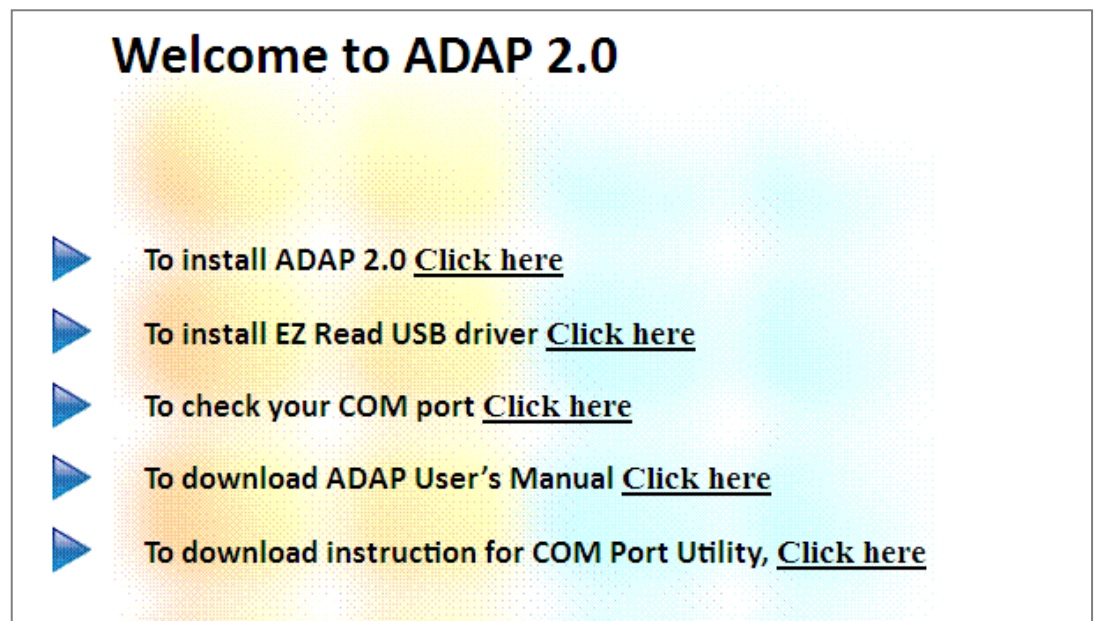 Welcome to ADAP 2.0
To install ADAP 2.0 Click here
To install EZ Read USB driver Click here
To check your COM port Click here
To download ADAP User’s Manual Click here
To download instruction for COM Port Utility, Click here